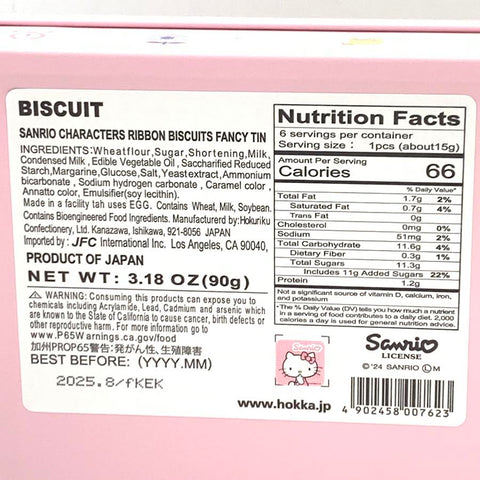 BISCUIT
SANRIO CHARACTERS RIBBON BISCUITS FANCY TIN
INGREDIENTS:Wheatflour,Sugar,Shortening,Milk,
Condensed Milk , Edible Vegetable Oil , Saccharified Reduced
Starch,Margarine,Glucose,Salt,Yeastextract,Ammonium
bicarbonate , Sodium hydrogen carbonate , Caramel color ,
Annatto color, Emulsifier(soy lecithin).
Made in a facility tah uses EGG. Contains Wheat, Milk, Soybean.
Contains Bioengineered Food Ingredients. Manufacturerd by:Hokuriku
Confectionery, Ltd. Kanazawa, Ishikawa, 921-8056 JAPAN
Imported by : JFC International Inc. Los Angeles, CA 90040,
PRODUCT OF JAPAN
NET WT: 3.18 OZ(90g)
⚠ WARNING: Consuming this products can expose you to
chemicals including Acrylamide, Lead, Cadmium and arsenic which
are known to the State of California to cause cancer, birth defects or
other reproductive harm. For more information go to
www.P65Warnings.ca.gov/food
加州PROP65警告: 発がん性、生殖障害
BEST BEFORE: (YYYY.MM)
2025.8/fKEK
Nutrition Facts
6 servings per container
Serving size : 1pcs (about15g)
Amount Per Serving
Calories 66
% Daily Value*
Total Fat 1.7g 2%
Saturated Fat 0.7g 4%
Trans Fat 0g
Cholesterol 0mg 0%
Sodium 51mg 2%
Total Carbohydrate 11.6g 4%
Dietary Fiber 0.3g 1%
Total Sugars 11.3g
Includes 11g Added Sugars 22%
Protein 1.2g
Not a significant source of vitamin D, calcium, iron,
and potassium
* The % Daily Value (DV) tells you how much a nutrient
in a serving of food contributes to a daily diet. 2,000
calories a day is used for general nutrition advice.
Sanrio
Sanrio
LICENSE
©'24 SANRIO ⓁM
www.hokka.jp
4 902458 007623